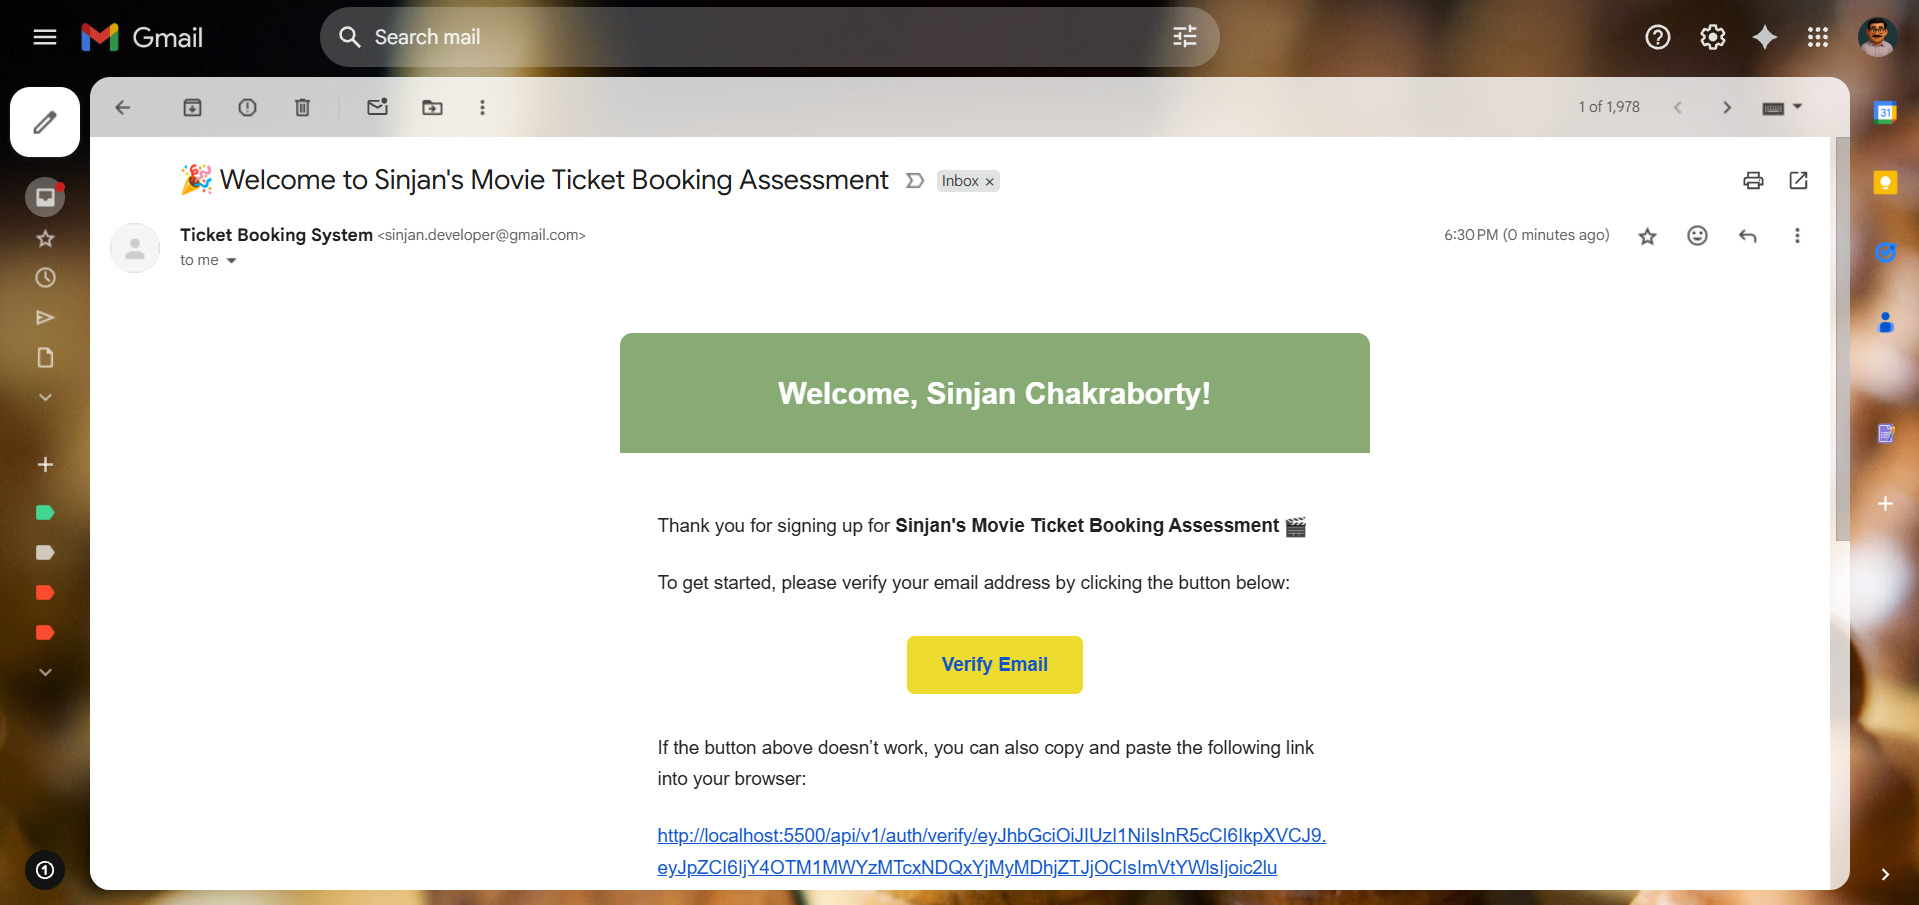 Gmail
Search mail
1 of 1,978
🎉 Welcome to Sinjan's Movie Ticket Booking Assessment
Inbox ×
Ticket Booking System <sinjan.developer@gmail.com>
6:30 PM (0 minutes ago)
to me
31
Welcome, Sinjan Chakraborty!
Thank you for signing up for Sinjan's Movie Ticket Booking Assessment 🎬
To get started, please verify your email address by clicking the button below:
Verify Email
If the button above doesn’t work, you can also copy and paste the following link
into your browser:
http://localhost:5500/api/v1/auth/verify/eyJhbGciOiJIUzI1NiIsInR5cCI6IkpXVCJ9.
eyJpZCI6IjY4OTM1MWYzMTcxNDQxYjMyMDhjZTJjOCIsImVtYWlsIjoic2lu
1